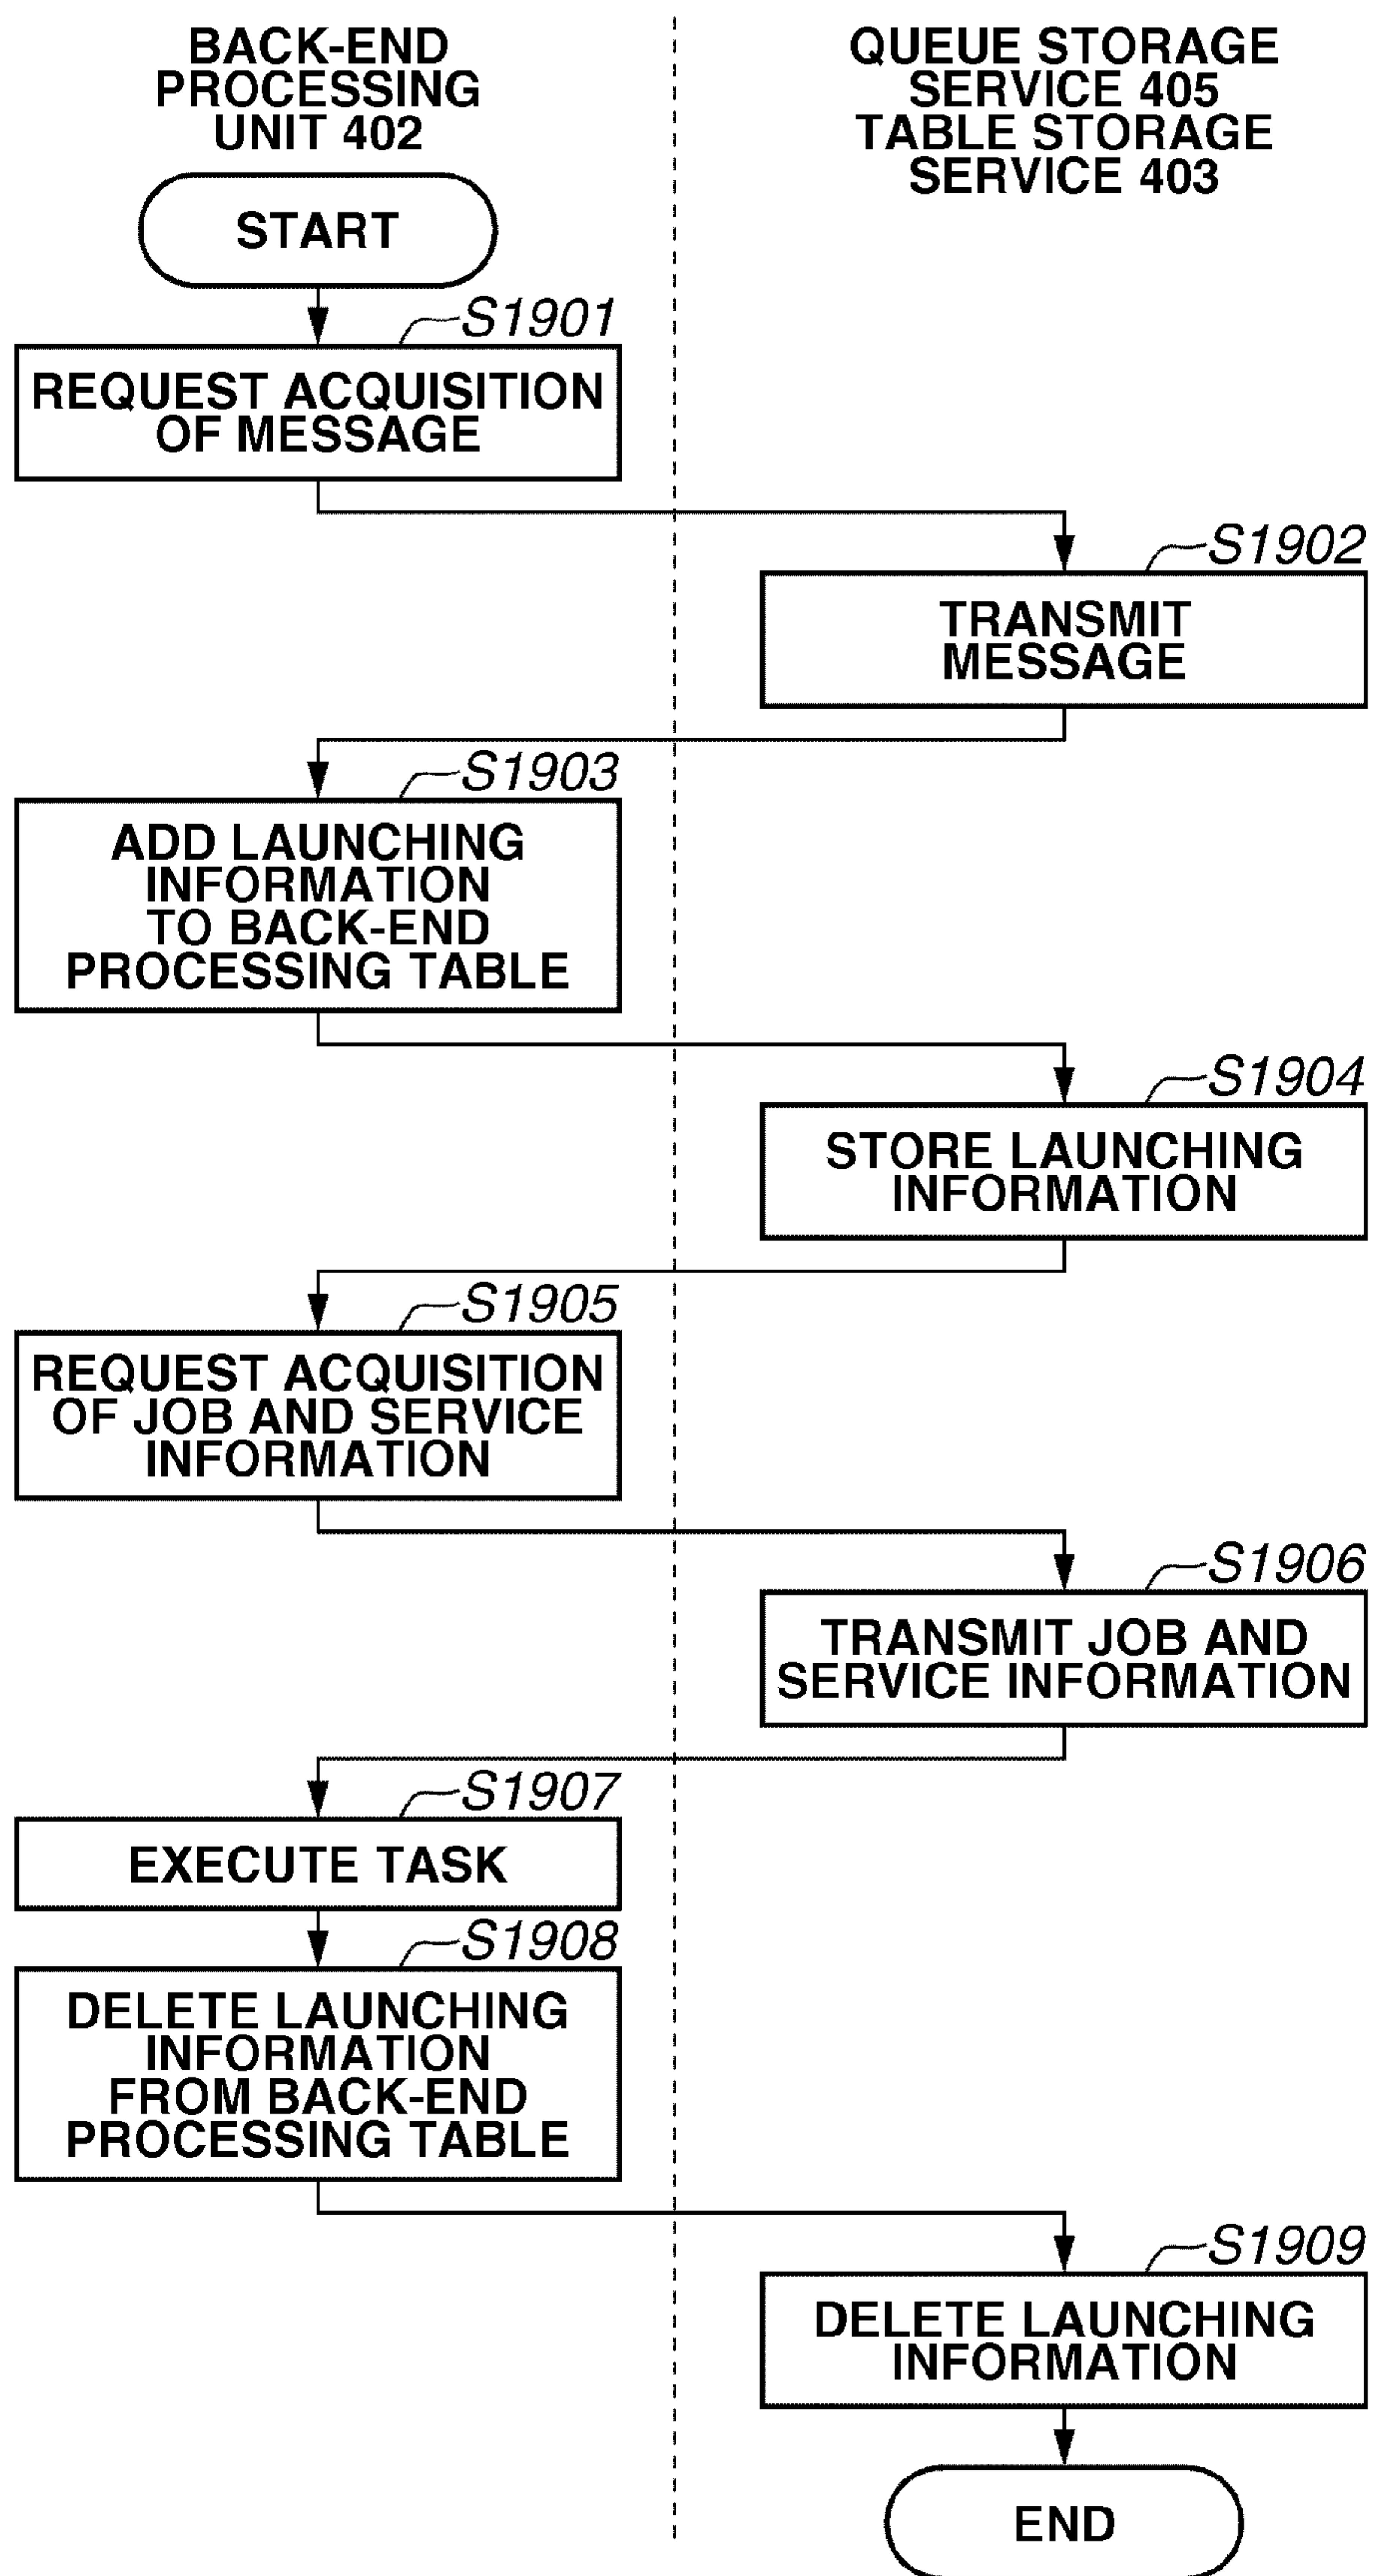 BACK-END
PROCESSING
UNIT 402
QUEUE STORAGE
SERVICE 405
TABLE STORAGE
SERVICE 403
START
S1901
REQUEST ACQUISITION
OF MESSAGE
S1902
TRANSMIT
MESSAGE
S1903
ADD LAUNCHING
INFORMATION
TO BACK-END
PROCESSING TABLE
S1904
STORE LAUNCHING
INFORMATION
S1905
REQUEST ACQUISITION
OF JOB AND SERVICE
INFORMATION
S1906
TRANSMIT JOB AND
SERVICE INFORMATION
S1907
EXECUTE TASK
S1908
DELETE LAUNCHING
INFORMATION
FROM BACK-END
PROCESSING TABLE
S1909
DELETE LAUNCHING
INFORMATION
END